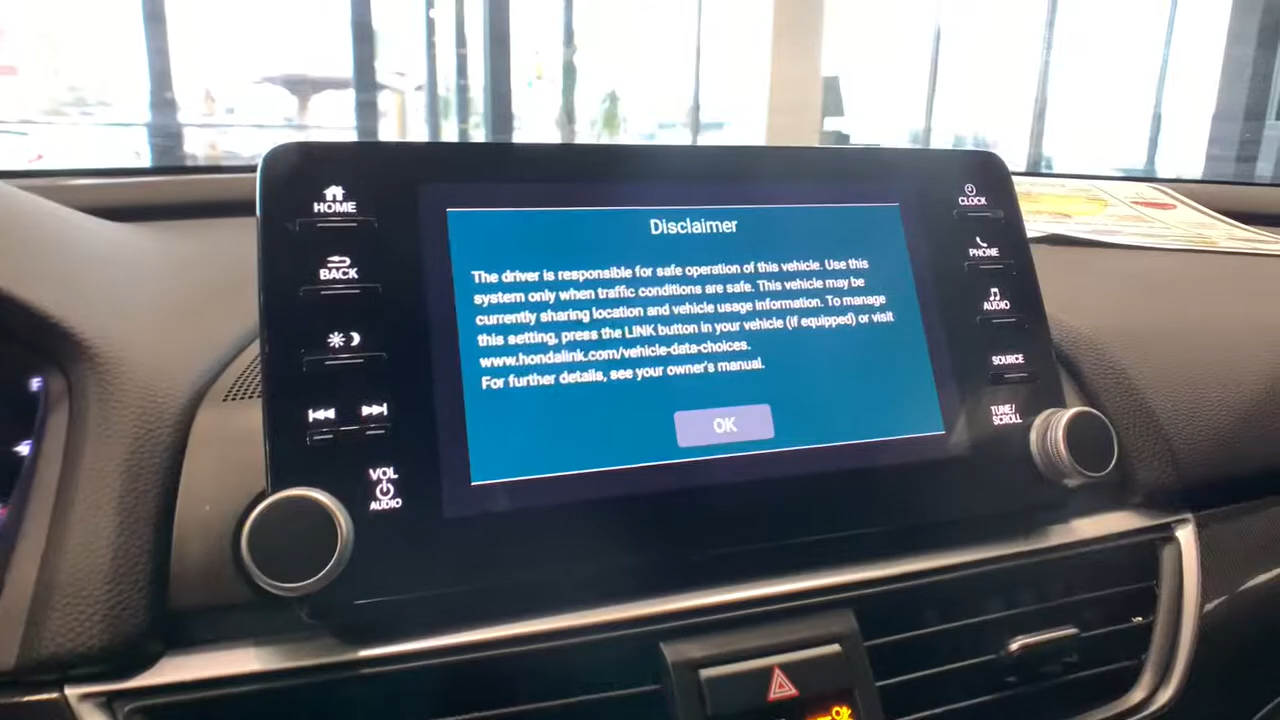 HOME
BACK
VOL
AUDIO
Disclaimer
The driver is responsible for safe operation of this vehicle. Use this
system only when traffic conditions are safe. This vehicle may be
currently sharing location and vehicle usage information. To manage
this setting, press the LINK button in your vehicle (if equipped) or visit
www.hondalink.com/vehicle-data-choices.
For further details, see your owner's manual.
OK
CLOCK
PHONE
AUDIO
SOURCE
TUNE/
SCROLL
F